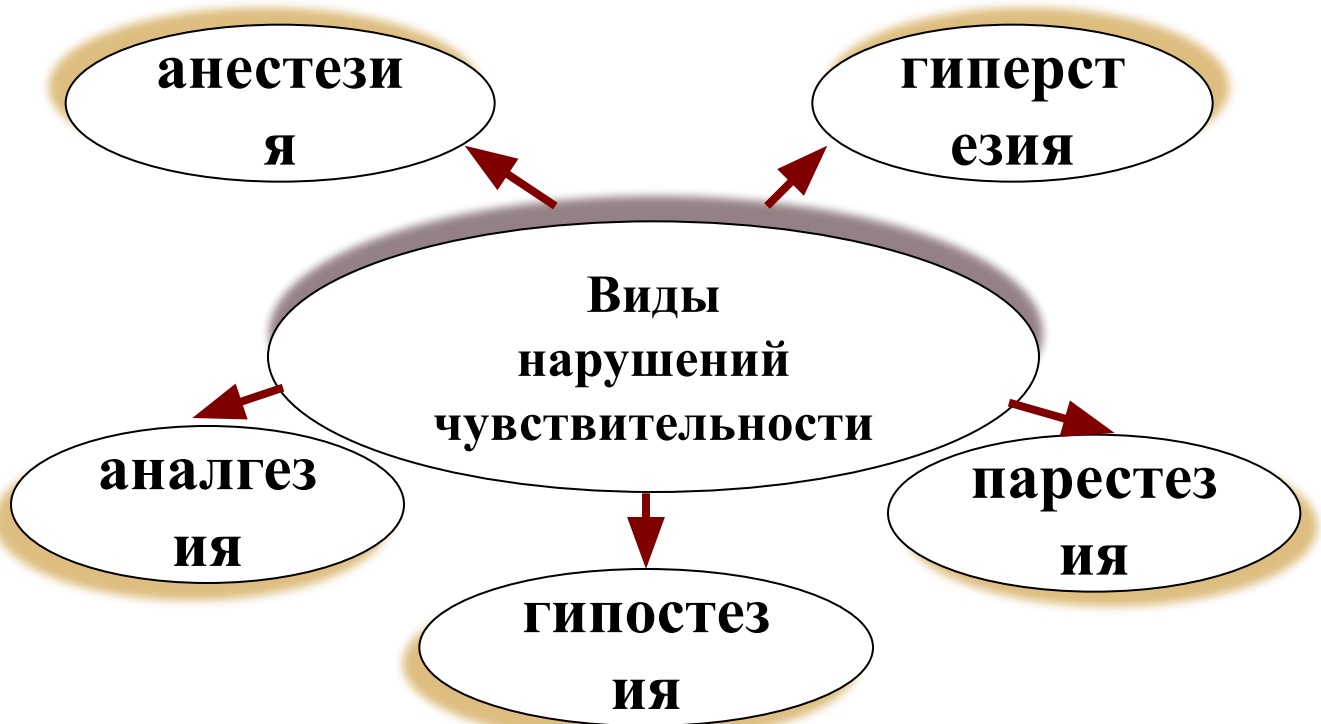 анестези
я
гиперст
езия
Виды
нарушений
чувствительности
аналгез
ия
парестез
ия
гипостез
ия